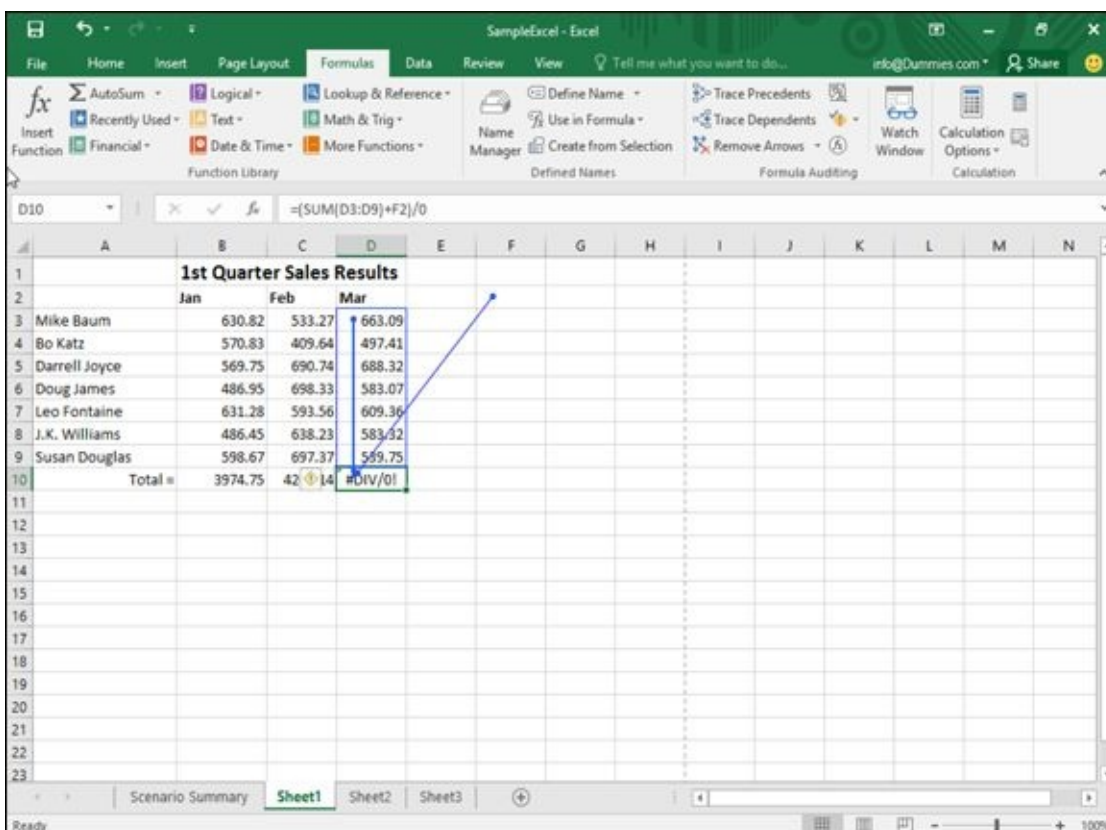 SampleExcel - Excel
File Home Insert Page Layout Formulas Data Review View Tell me what you want to do... info@Dummies.com Share
fx Insert Function
Σ AutoSum
Recently Used
Financial
Logical
Text
Date & Time
Lookup & Reference
Math & Trig
More Functions
Function Library
Name Manager
Define Name
Use in Formula
Create from Selection
Defined Names
Trace Precedents
Trace Dependents
Remove Arrows
Formula Auditing
Watch Window
Calculation Options
Calculation
D10 fx =(SUM(D3:D9)+F2)/0
A B C D E F G H I J K L M N
1 1st Quarter Sales Results
2 Jan Feb Mar
3 Mike Baum 630.82 533.27 663.09
4 Bo Katz 570.83 409.64 497.41
5 Darrell Joyce 569.75 690.74 688.32
6 Doug James 486.95 698.33 583.07
7 Leo Fontaine 631.28 593.56 609.36
8 J.K. Williams 486.45 638.23 583.32
9 Susan Douglas 598.67 697.37 539.75
10 Total = 3974.75 #DIV/0!
11
12
13
14
15
16
17
18
19
20
21
22
23
Scenario Summary Sheet1 Sheet2 Sheet3
Ready 100%